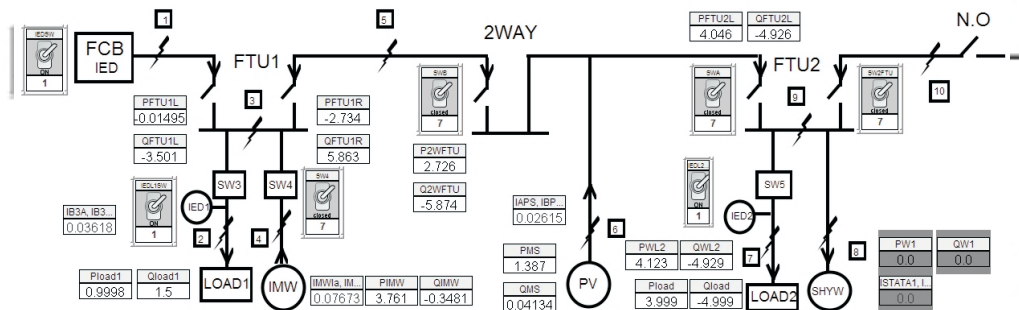 IEDSW
ON
1
FCB
IED
1
FTU1
5
2WAY
PFTU2L QFTU2L
4.046 -4.926
FTU2
N.O
3
PFTU1L
-0.01495
QFTU1L
-3.501
PFTU1R
-2.734
QFTU1R
5.863
SWB
closed
7
P2WFTU
2.726
Q2WFTU
-5.874
SWA
closed
7
9
SW2FTU
closed
7
10
SW3
SW4
SW4
closed
7
IEDL1SW
ON
1
IED1
IB3A, IB3...
0.03618
2
4
Pload1 Qload1
0.9998 1.5
LOAD1
IMW
IMWIa, IM... PIMW QIMW
0.07673 3.761 -0.3481
IAPS, IBP...
0.02615
6
PMS
1.387
QMS
0.04134
PV
IEDL2
ON
1
SW5
IED2
PWL2 QWL2
4.123 -4.929
7
Pload Qload
3.999 -4.999
LOAD2
8
SHYW
PW1 QW1
0.0 0.0
ISTATA1, I...
0.0